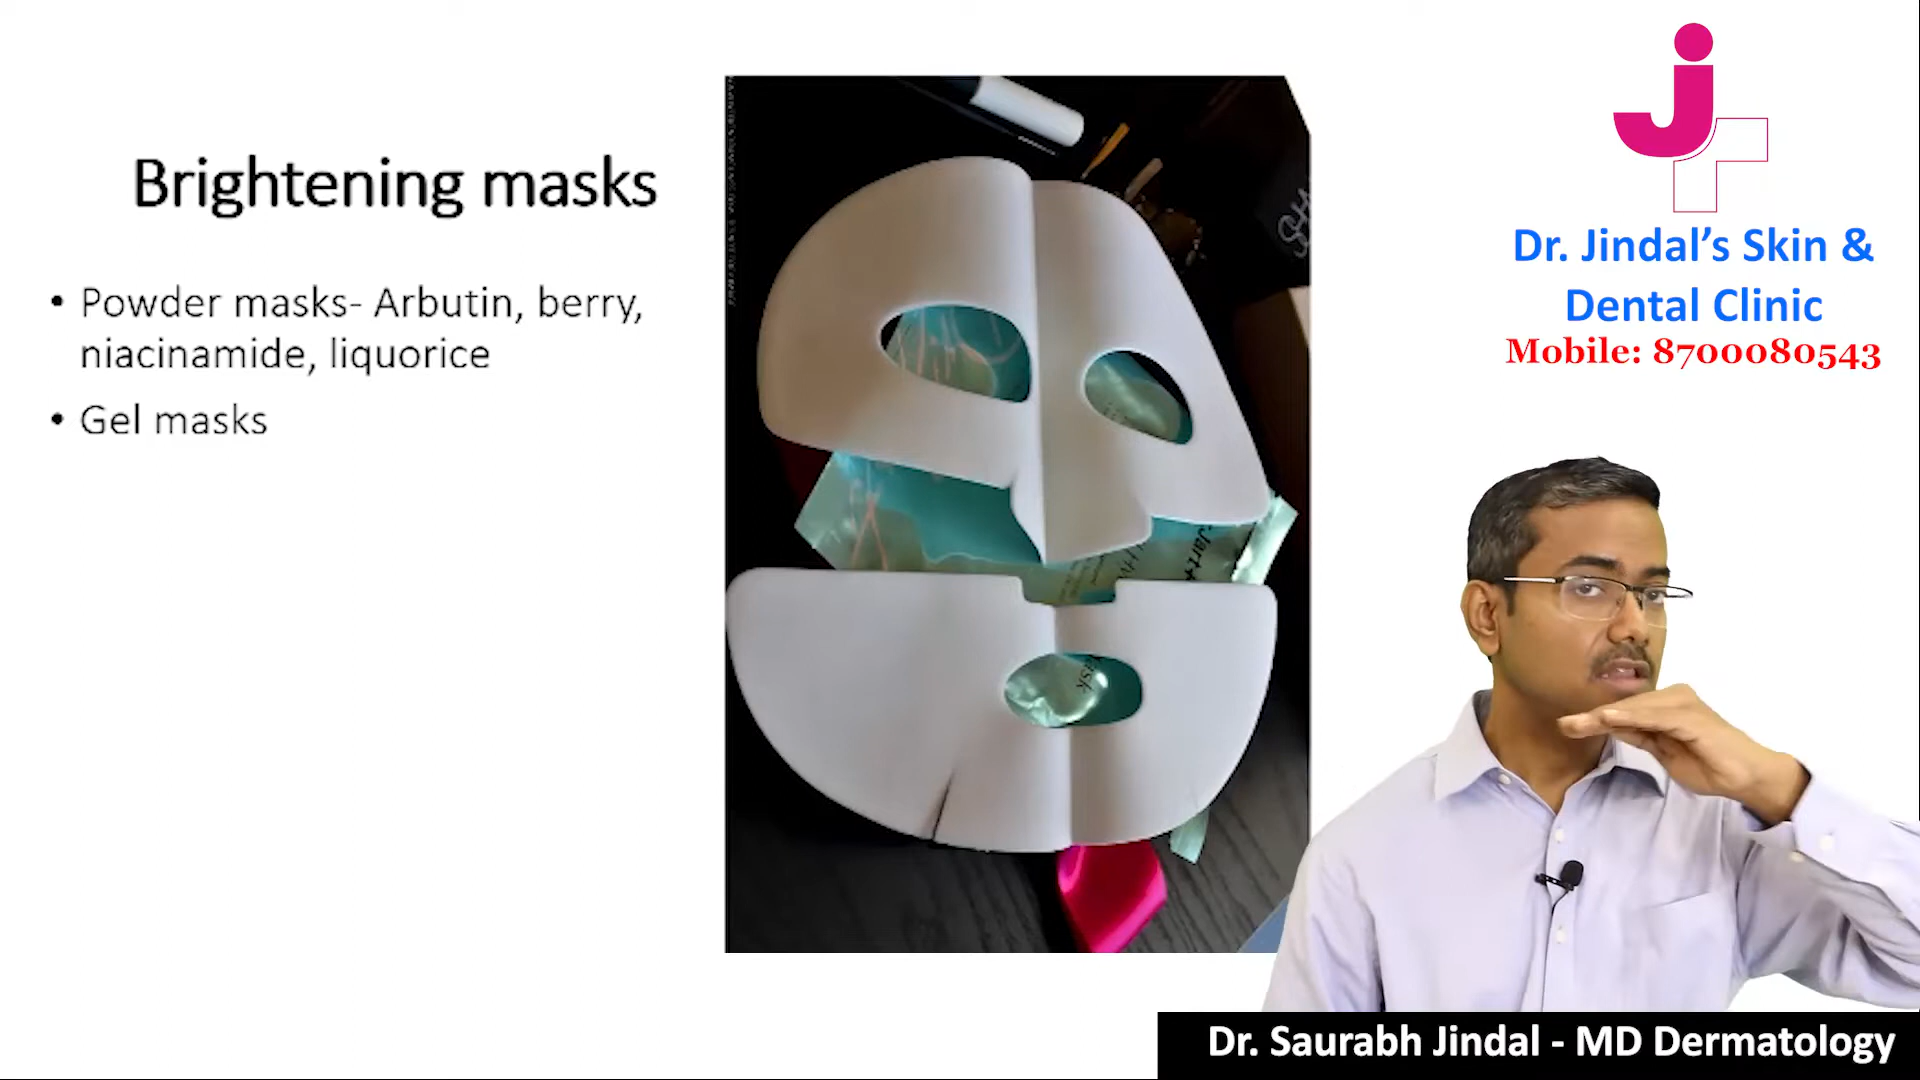 Brightening masks
• Powder masks- Arbutin, berry,
niacinamide, liquorice
• Gel masks
Dr. Jindal’s Skin &
Dental Clinic
Mobile: 8700080543
Dr. Saurabh Jindal - MD Dermatology